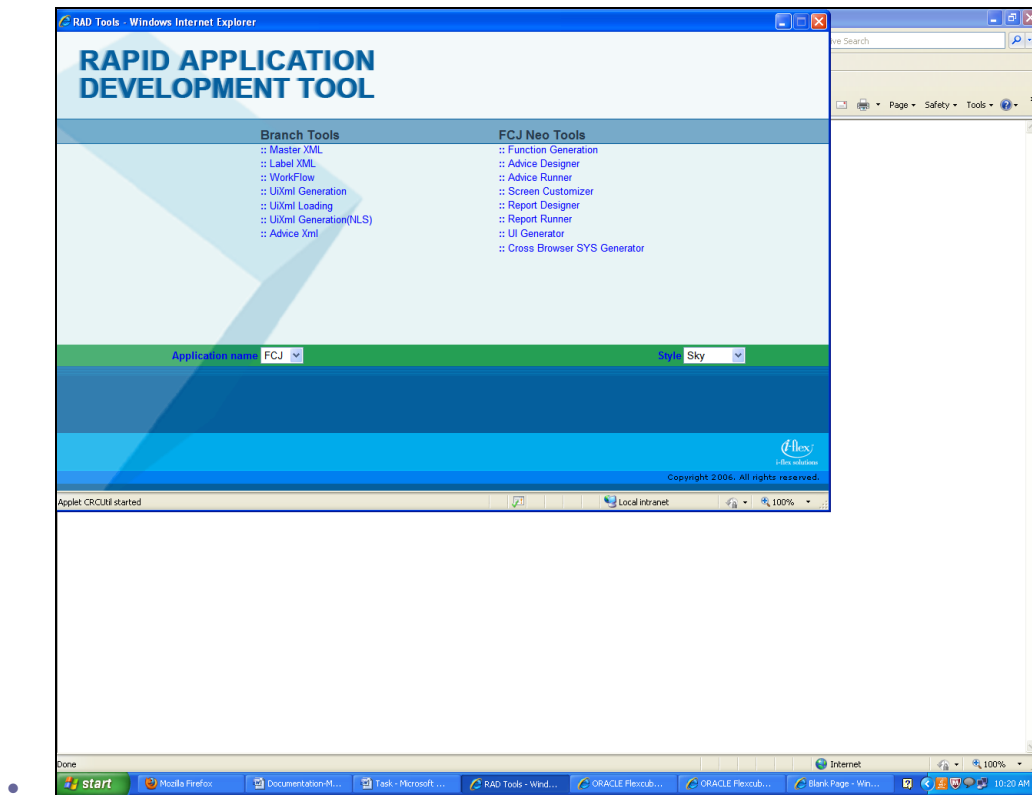 RAD Tools - Windows Internet Explorer
ve Search
RAPID APPLICATION
DEVELOPMENT TOOL
Page Safety Tools
Branch Tools
:: Master XML
:: Label XML
:: WorkFlow
:: UiXml Generation
:: UiXml Loading
:: UiXml Generation(NLS)
:: Advice Xml
FCJ Neo Tools
:: Function Generation
:: Advice Designer
:: Advice Runner
:: Screen Customizer
:: Report Designer
:: Report Runner
:: UI Generator
:: Cross Browser SYS Generator
Application name FCJ
Style Sky
i-flex
i-flex solutions
Copyright 2006. All rights reserved.
Applet CRCUtil started
Local intranet
100%
Done
Internet
100%
start
Mozilla Firefox
Documentation-M...
Task - Microsoft ...
RAD Tools - Wind...
ORACLE Flexcub...
ORACLE Flexcub...
Blank Page - Win...
10:20 AM